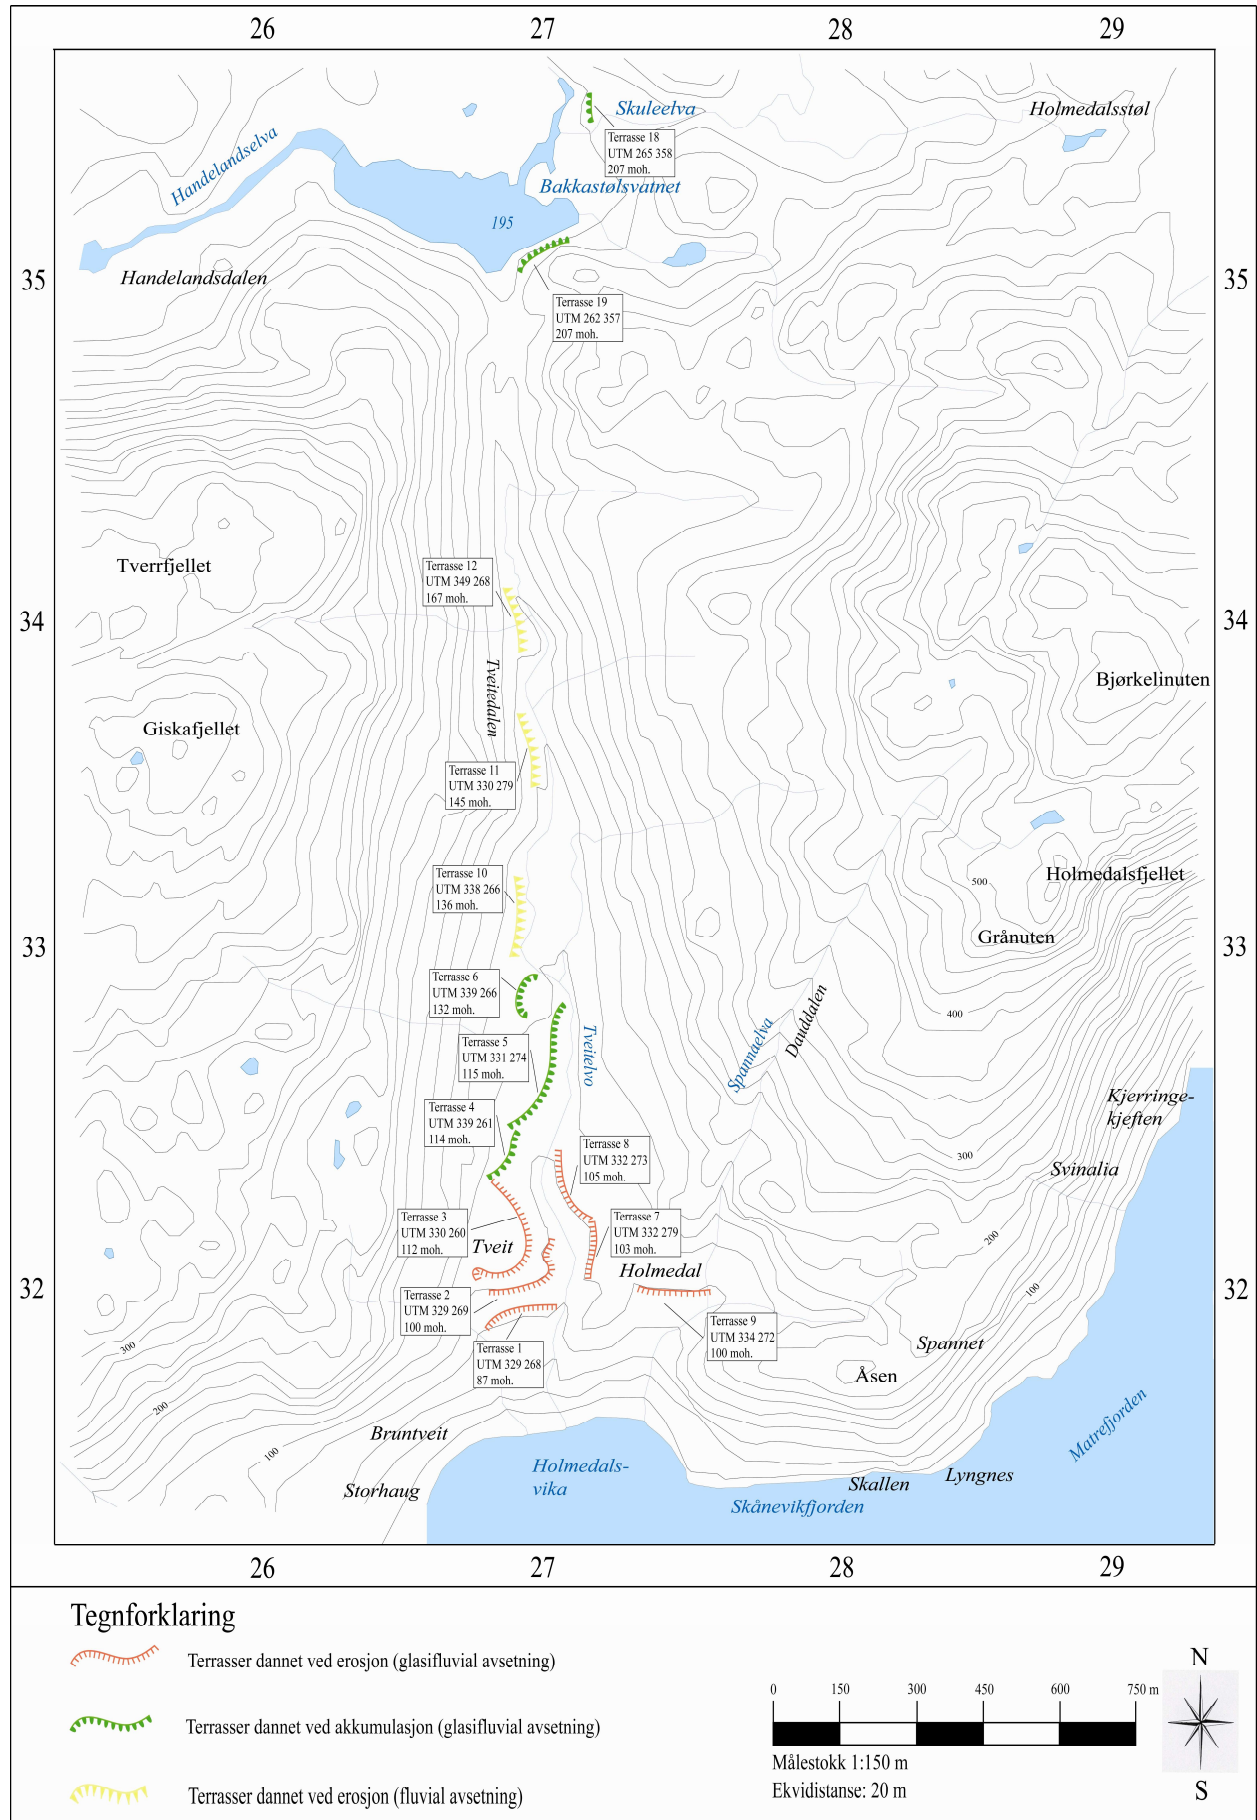 26 27 28 29
Skuleelva
Holmedalsstøl
Handelandselva
Terrasse 18
UTM 265 358
207 moh.
Bakkastølsvatnet
195
35 35
Handelandsdalen
Terrasse 19
UTM 262 357
207 moh.
Tverrfjellet
Terrasse 12
UTM 349 268
167 moh.
34 34
Tveitedalen
Bjørkelinuten
Giskafjellet
Terrasse 11
UTM 330 279
145 moh.
Terrasse 10
UTM 338 266
136 moh.
500
Holmedalsfjellet
33 33
Grånuten
Terrasse 6
UTM 339 266
132 moh.
400
Dauddalen
Spannaelva
Tveitelvo
Terrasse 5
UTM 331 274
115 moh.
Kjerringe-
kjeften
Terrasse 4
UTM 339 261
114 moh.
Terrasse 8
UTM 332 273
105 moh.
300
Svinalia
Terrasse 3
UTM 330 260
112 moh.
Tveit
Terrasse 7
UTM 332 279
103 moh.
200
Holmedal
32 32
100
Terrasse 2
UTM 329 269
100 moh.
Terrasse 9
UTM 334 272
100 moh.
300
Terrasse 1
UTM 329 268
87 moh.
Spannet
Åsen
200
Bruntveit
100
Matrefjorden
Holmedals-
vika
Storhaug
Skallen
Lyngnes
Skånevikfjorden
26 27 28 29
Tegnforklaring
Terrasser dannet ved erosjon (glasifluvial avsetning)
Terrasser dannet ved akkumulasjon (glasifluvial avsetning)
Terrasser dannet ved erosjon (fluvial avsetning)
0 150 300 450 600 750 m
Målestokk 1:150 m
Ekvidistanse: 20 m
N
S